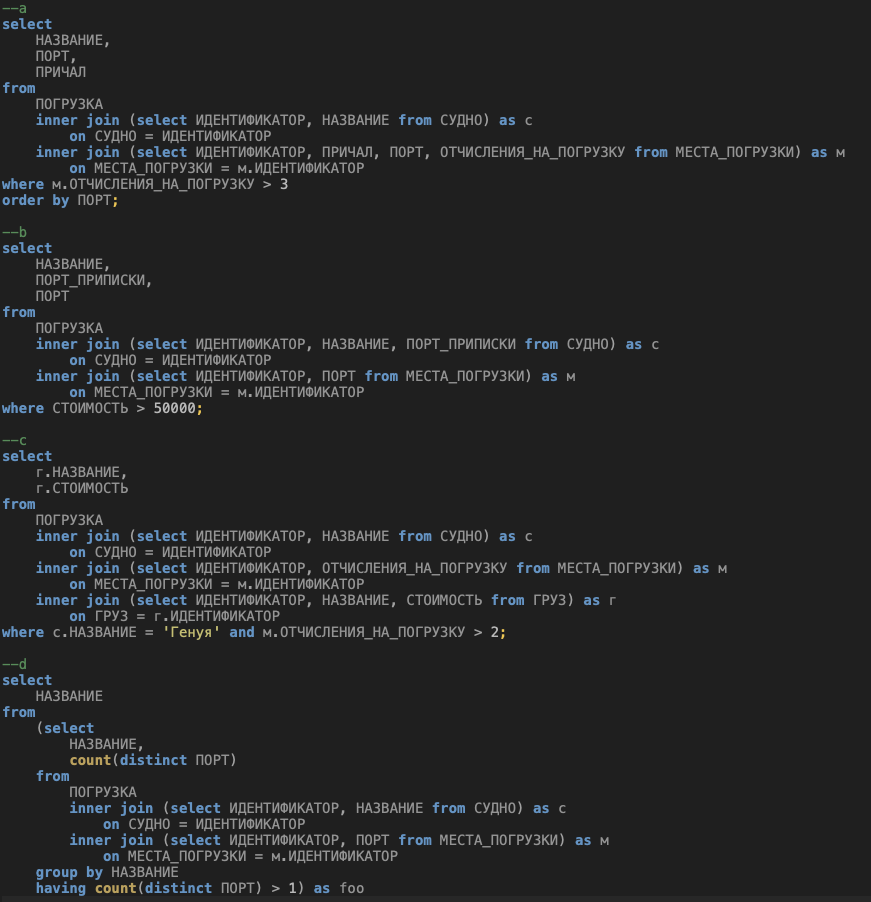 --a
select
    НАЗВАНИЕ,
    ПОРТ,
    ПРИЧАЛ
from
    ПОГРУЗКА
    inner join (select ИДЕНТИФИКАТОР, НАЗВАНИЕ from СУДНО) as с
        on СУДНО = ИДЕНТИФИКАТОР
    inner join (select ИДЕНТИФИКАТОР, ПРИЧАЛ, ПОРТ, ОТЧИСЛЕНИЯ_НА_ПОГРУЗКУ from МЕСТА_ПОГРУЗКИ) as м
        on МЕСТА_ПОГРУЗКИ = м.ИДЕНТИФИКАТОР
where м.ОТЧИСЛЕНИЯ_НА_ПОГРУЗКУ > 3
order by ПОРТ;

--b
select
    НАЗВАНИЕ,
    ПОРТ_ПРИПИСКИ,
    ПОРТ
from
    ПОГРУЗКА
    inner join (select ИДЕНТИФИКАТОР, НАЗВАНИЕ, ПОРТ_ПРИПИСКИ from СУДНО) as с
        on СУДНО = ИДЕНТИФИКАТОР
    inner join (select ИДЕНТИФИКАТОР, ПОРТ from МЕСТА_ПОГРУЗКИ) as м
        on МЕСТА_ПОГРУЗКИ = м.ИДЕНТИФИКАТОР
where СТОИМОСТЬ > 50000;

--c
select
    г.НАЗВАНИЕ,
    г.СТОИМОСТЬ
from
    ПОГРУЗКА
    inner join (select ИДЕНТИФИКАТОР, НАЗВАНИЕ from СУДНО) as с
        on СУДНО = ИДЕНТИФИКАТОР
    inner join (select ИДЕНТИФИКАТОР, ОТЧИСЛЕНИЯ_НА_ПОГРУЗКУ from МЕСТА_ПОГРУЗКИ) as м
        on МЕСТА_ПОГРУЗКИ = м.ИДЕНТИФИКАТОР
    inner join (select ИДЕНТИФИКАТОР, НАЗВАНИЕ, СТОИМОСТЬ from ГРУЗ) as г
        on ГРУЗ = г.ИДЕНТИФИКАТОР
where с.НАЗВАНИЕ = 'Генуя' and м.ОТЧИСЛЕНИЯ_НА_ПОГРУЗКУ > 2;

--d
select
    НАЗВАНИЕ
from
    (select
        НАЗВАНИЕ,
        count(distinct ПОРТ)
    from
        ПОГРУЗКА
        inner join (select ИДЕНТИФИКАТОР, НАЗВАНИЕ from СУДНО) as с
            on СУДНО = ИДЕНТИФИКАТОР
        inner join (select ИДЕНТИФИКАТОР, ПОРТ from МЕСТА_ПОГРУЗКИ) as м
            on МЕСТА_ПОГРУЗКИ = м.ИДЕНТИФИКАТОР
    group by НАЗВАНИЕ
    having count(distinct ПОРТ) > 1) as foo